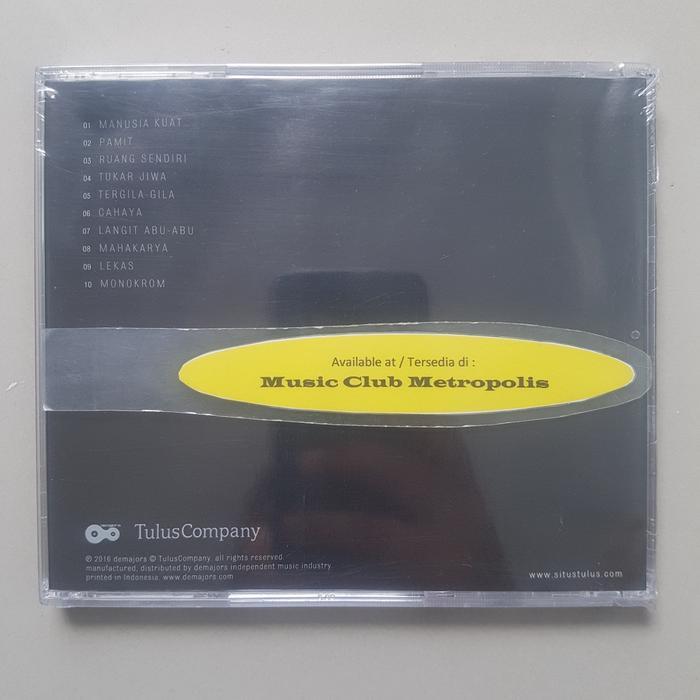 01 MANUSIA KUAT
02 PAMIT
03 RUANG SENDIRI
04 TUKAR JIWA
05 TERGILA-GILA
06 CAHAYA
07 LANGIT ABU-ABU
08 MAHAKARYA
09 LEKAS
10 MONOKROM
Available at / Tersedia di :
Music Club Metropolis
TulusCompany
℗ 2016 demajors © TulusCompany. all rights reserved.
manufactured, distributed by demajors independent music industry.
printed in Indonesia. www.demajors.com
www.situstulus.com